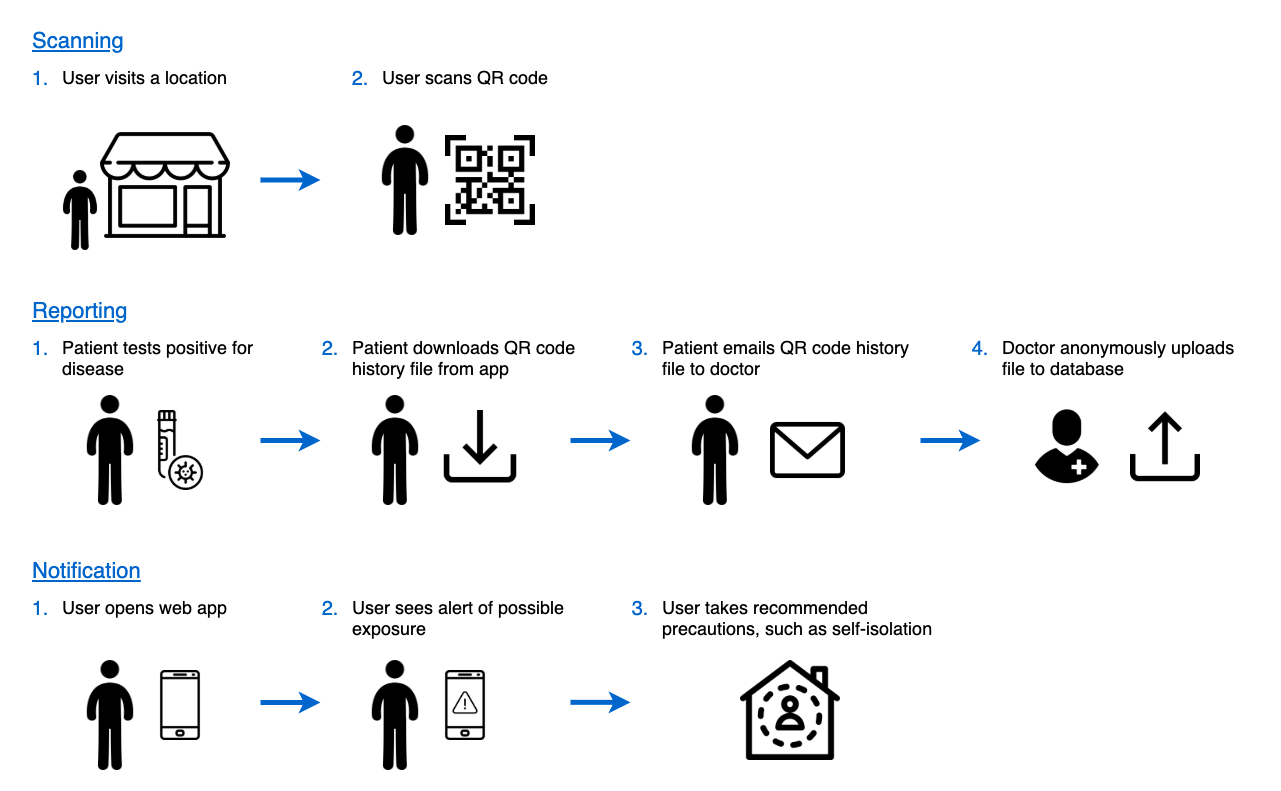 Scanning
1. User visits a location
2. User scans QR code
Reporting
1. Patient tests positive for
disease
2. Patient downloads QR code
history file from app
3. Patient emails QR code history
file to doctor
4. Doctor anonymously uploads
file to database
Notification
1. User opens web app
2. User sees alert of possible
exposure
3. User takes recommended
precautions, such as self-isolation